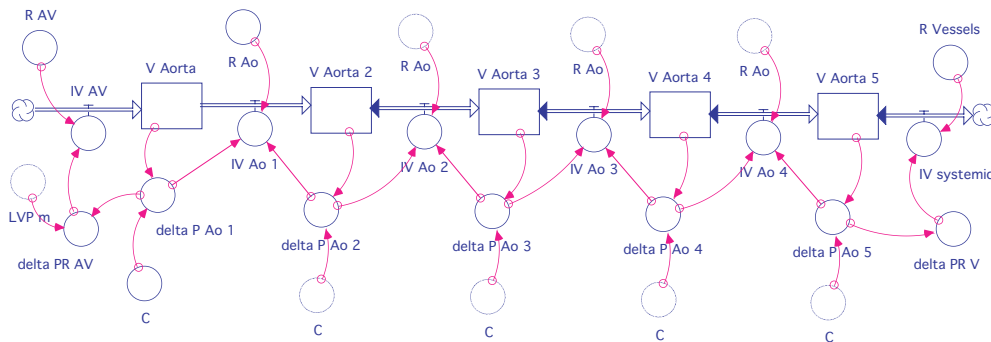 R AV
R Ao
R Ao
R Ao
R Ao
R Vessels
V Aorta
V Aorta 2
V Aorta 3
V Aorta 4
V Aorta 5
IV AV
IV Ao 1
IV Ao 2
IV Ao 3
IV Ao 4
IV systemic
LVP m
delta P Ao 1
delta P Ao 2
delta P Ao 3
delta P Ao 4
delta P Ao 5
delta PR AV
delta PR V
C
C
C
C
C